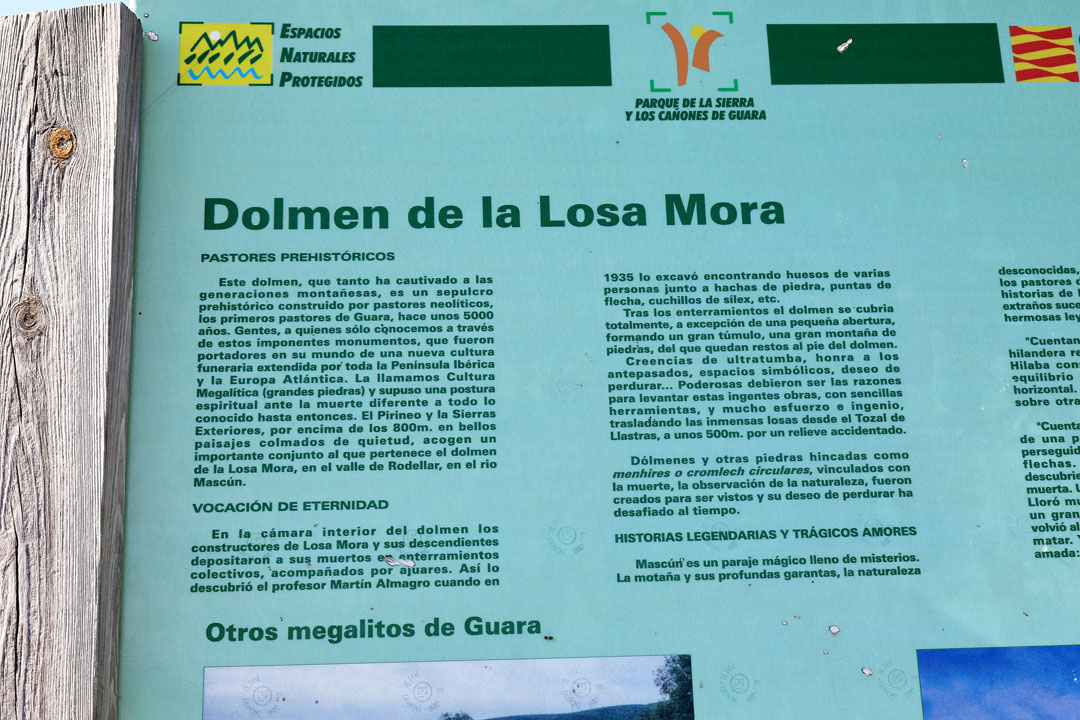 ESPACIOS
NATURALES
PROTEGIDOS
PARQUE DE LA SIERRA
Y LOS CAÑONES DE GUARA
Dolmen de la Losa Mora
PASTORES PREHISTÓRICOS
Este dolmen, que tanto ha cautivado a las
generaciones montañesas, es un sepulcro
prehistórico construido por pastores neolíticos,
los primeros pastores de Guara, hace unos 5000
años. Gentes, a quienes sólo conocemos a través
de estos imponentes monumentos, que fueron
portadores en su mundo de una nueva cultura
funeraria extendida por toda la Península Ibérica
y la Europa Atlántica. La llamamos Cultura
Megalítica (grandes piedras) y supuso una postura
espiritual ante la muerte diferente a todo lo
conocido hasta entonces. El Pirineo y la Sierras
Exteriores, por encima de los 800m. en bellos
paisajes colmados de quietud, acogen un
importante conjunto al que pertenece el dolmen
de la Losa Mora, en el valle de Rodellar, en el rio
Mascún.
VOCACIÓN DE ETERNIDAD
En la cámara interior del dolmen los
constructores de Losa Mora y sus descendientes
depositaron a sus muertos en enterramientos
colectivos, acompañados por ajuares. Así lo
descubrió el profesor Martín Almagro cuando en
1935 lo excavó encontrando huesos de varias
personas junto a hachas de piedra, puntas de
flecha, cuchillos de sílex, etc.
Tras los enterramientos el dolmen se cubria
totalmente, a excepción de una pequeña abertura,
formando un gran túmulo, una gran montaña de
piedras, del que quedan restos al pie del dolmen.
Creencias de ultratumba, honra a los
antepasados, espacios simbólicos, deseo de
perdurar... Poderosas debieron ser las razones
para levantar estas ingentes obras, con sencillas
herramientas, y mucho esfuerzo e ingenio,
trasladando las inmensas losas desde el Tozal de
Llastras, a unos 500m. por un relieve accidentado.
Dólmenes y otras piedras hincadas como
menhires o cromlech circulares, vinculados con
la muerte, la observación de la naturaleza, fueron
creados para ser vistos y su deseo de perdurar ha
desafiado al tiempo.
HISTORIAS LEGENDARIAS Y TRÁGICOS AMORES
Mascún es un paraje mágico lleno de misterios.
La motaña y sus profundas garantas, la naturaleza
desconocidas,
los pastores
historias de
extraños
hermosas
"Cuentan
hilandera
Hilaba
equilibrio
horizontal.
sobre otra
de una
flechas.
muerta.
Lloró
un gran
volvió al
matar.
amada:
Otros megalitos de Guara